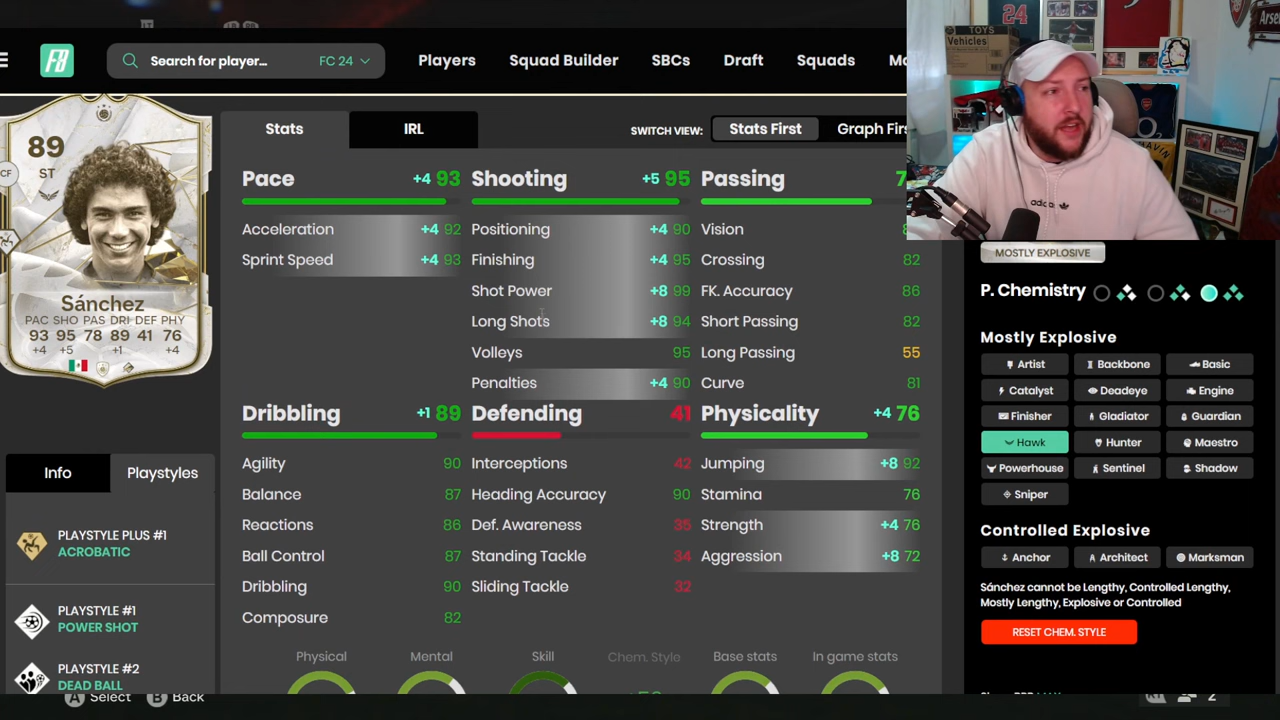 FB
Search for player...
FC 24
Players
Squad Builder
SBCs
Draft
Squads
24
TOYS
Vehicles
adidas
O2
MAVIN
89
ST
CF
Sánchez
PAC SHO PAS DRI DEF PHY
93 95 78 89 41 76
+4 +5 +1 +4
Stats
IRL
SWITCH VIEW:
Stats First
Pace +4 93
Acceleration +4 92
Sprint Speed +4 93
Shooting +5 95
Positioning +4 90
Finishing +4 95
Shot Power +8 99
Long Shots +8 94
Volleys 95
Penalties +4 90
Passing
Vision
Crossing 82
FK. Accuracy 86
Short Passing 82
Long Passing 55
Curve 81
Dribbling +1 89
Agility 90
Balance 87
Reactions 86
Ball Control 87
Dribbling 90
Composure 82
Defending 41
Interceptions 42
Heading Accuracy 90
Def. Awareness 35
Standing Tackle 34
Sliding Tackle 32
Physicality +4 76
Jumping +8 92
Stamina 76
Strength +4 76
Aggression +8 72
Physical
Mental
Skill
Chem. Style
Base stats
In game stats
Info
Playstyles
PLAYSTYLE PLUS #1
ACROBATIC
PLAYSTYLE #1
POWER SHOT
PLAYSTYLE #2
DEAD BALL
A Select
B Back
MOSTLY EXPLOSIVE
P. Chemistry
Mostly Explosive
Artist
Backbone
Basic
Catalyst
Deadeye
Engine
Finisher
Gladiator
Guardian
Hawk
Hunter
Maestro
Powerhouse
Sentinel
Shadow
Sniper
Controlled Explosive
Anchor
Architect
Marksman
Sánchez cannot be Lengthy, Controlled Lengthy,
Mostly Lengthy, Explosive or Controlled
RESET CHEM. STYLE
2